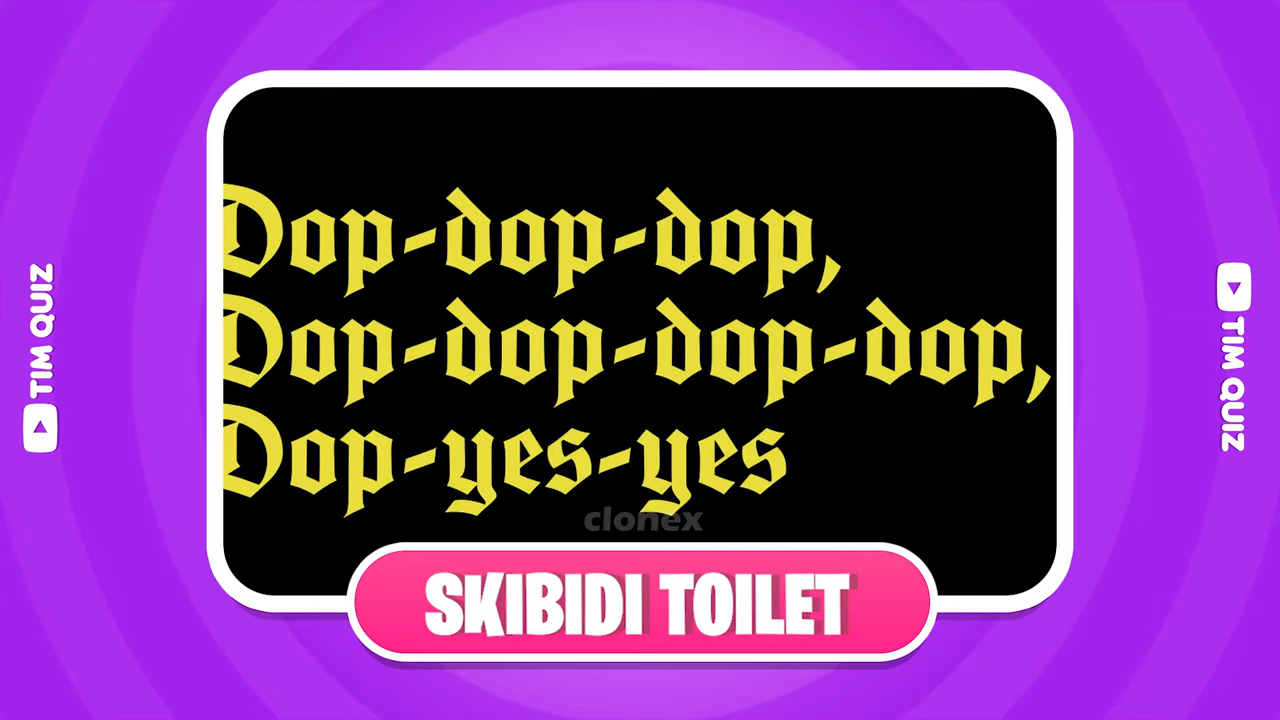 Dop-dop-dop,
Dop-dop-dop-dop,
Dop-yes-yes
clonex
SKIBIDI TOILET
TIM QUIZ
TIM QUIZ